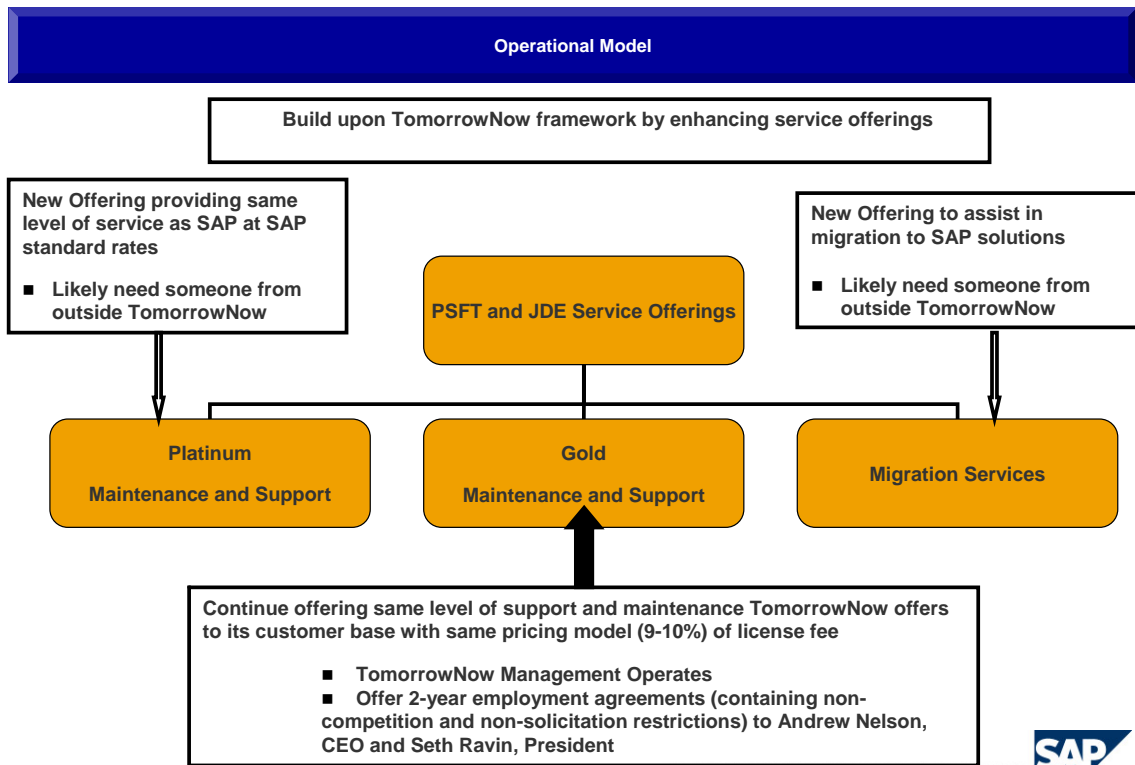 Operational Model
Build upon TomorrowNow framework by enhancing service offerings
New Offering providing same
level of service as SAP at SAP
standard rates
■ Likely need someone from
outside TomorrowNow
New Offering to assist in
migration to SAP solutions
■ Likely need someone from
outside TomorrowNow
PSFT and JDE Service Offerings
Platinum
Maintenance and Support
Gold
Maintenance and Support
Migration Services
Continue offering same level of support and maintenance TomorrowNow offers
to its customer base with same pricing model (9-10%) of license fee
■ TomorrowNow Management Operates
■ Offer 2-year employment agreements (containing non-
competition and non-solicitation restrictions) to Andrew Nelson,
CEO and Seth Ravin, President
SAP